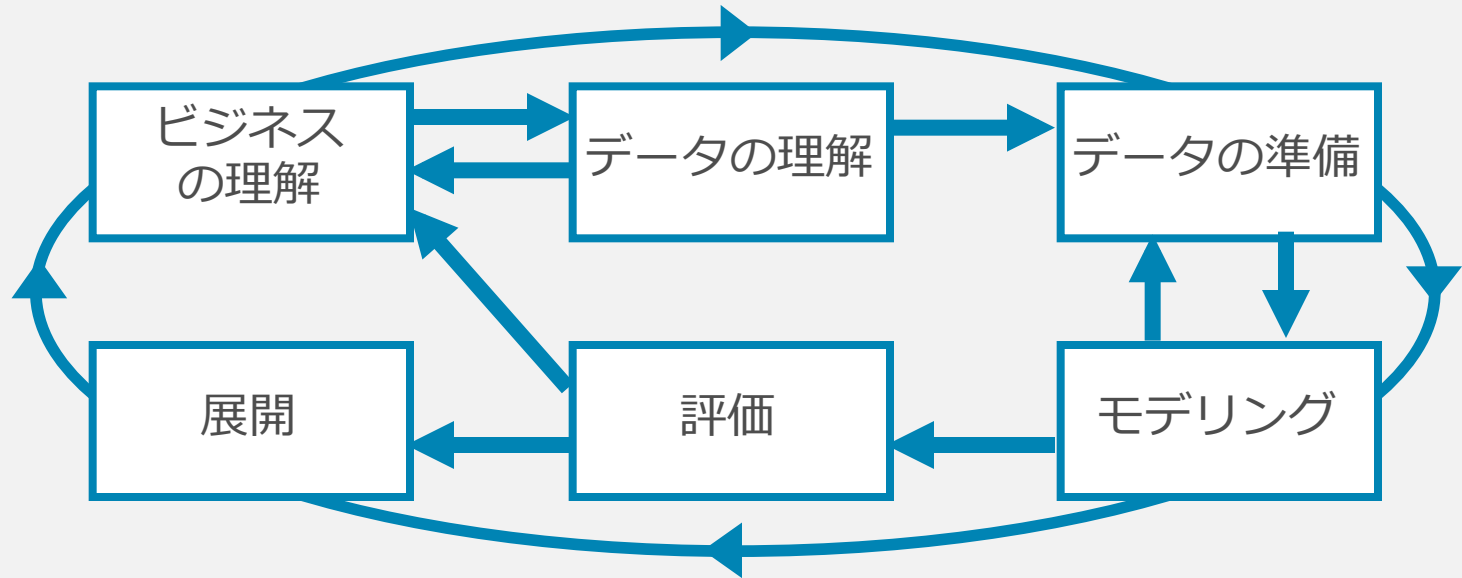 ビジネス
の理解
データの理解
データの準備
展開
評価
モデリング